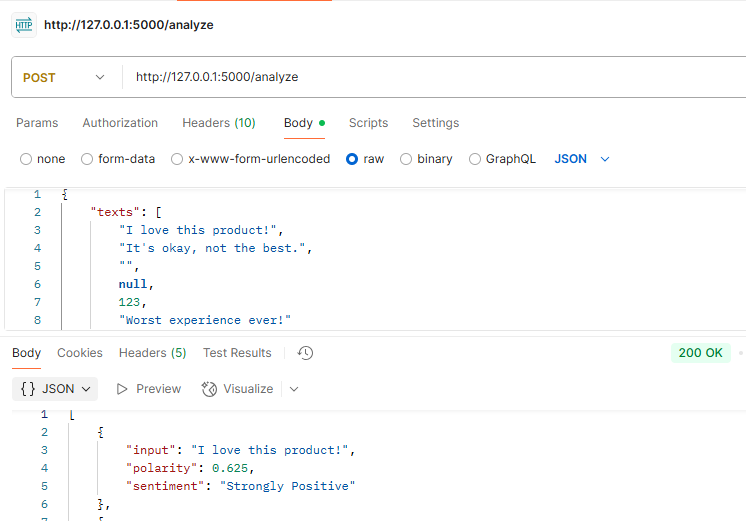 HTTP http://127.0.0.1:5000/analyze
POST http://127.0.0.1:5000/analyze
Params Authorization Headers (10) Body Scripts Settings
none form-data x-www-form-urlencoded raw binary GraphQL JSON
1 {
2 "texts": [
3 "I love this product!",
4 "It's okay, not the best.",
5 "",
6 null,
7 123,
8 "Worst experience ever!"
Body Cookies Headers (5) Test Results 200 OK
{} JSON Preview Visualize
1 [
2 {
3 "input": "I love this product!",
4 "polarity": 0.625,
5 "sentiment": "Strongly Positive"
6 },
7 {